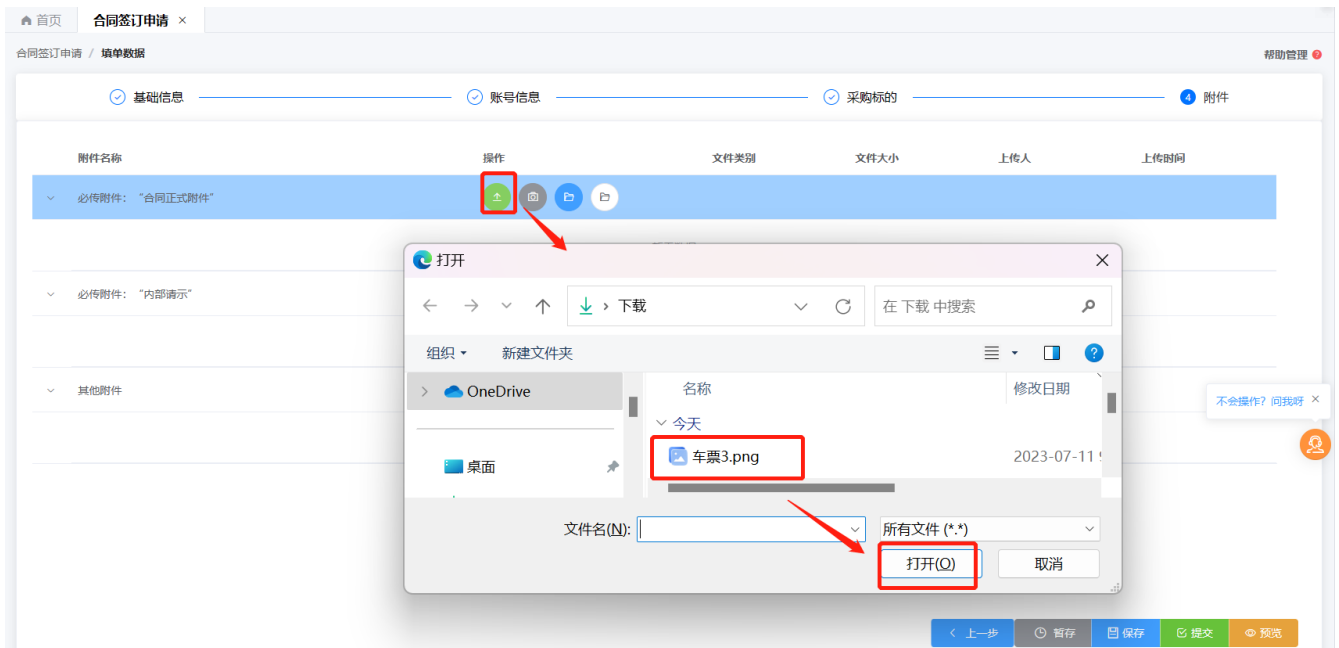 首页 合同签订申请 ×
合同签订申请 / 填单数据 帮助管理
基础信息 账号信息 采购标的 4 附件
附件名称 操作 文件类别 文件大小 上传人 上传时间
必传附件：“合同正式附件”
打开
下载 在 下载 中搜索
必传附件：“内部请示”
组织 新建文件夹
OneDrive 名称 修改日期
其他附件
不会操作？问我呀 ×
今天
桌面 车票3.png 2023-07-11
文件名(N): 所有文件 (*.*)
打开(O) 取消
上一步 暂存 保存 提交 预览